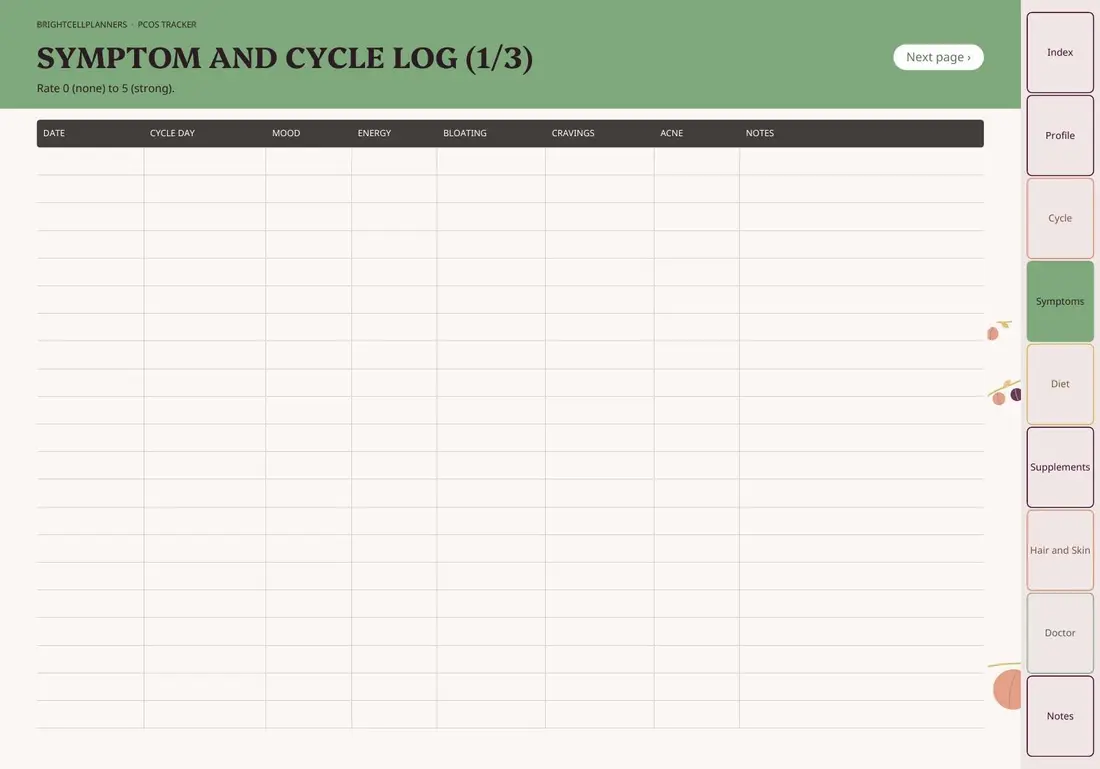 BRIGHTCELLPLANNERS · PCOS TRACKER
SYMPTOM AND CYCLE LOG (1/3)
Rate 0 (none) to 5 (strong).
Next page ›
DATE CYCLE DAY MOOD ENERGY BLOATING CRAVINGS ACNE NOTES
Index
Profile
Cycle
Symptoms
Diet
Supplements
Hair and Skin
Doctor
Notes